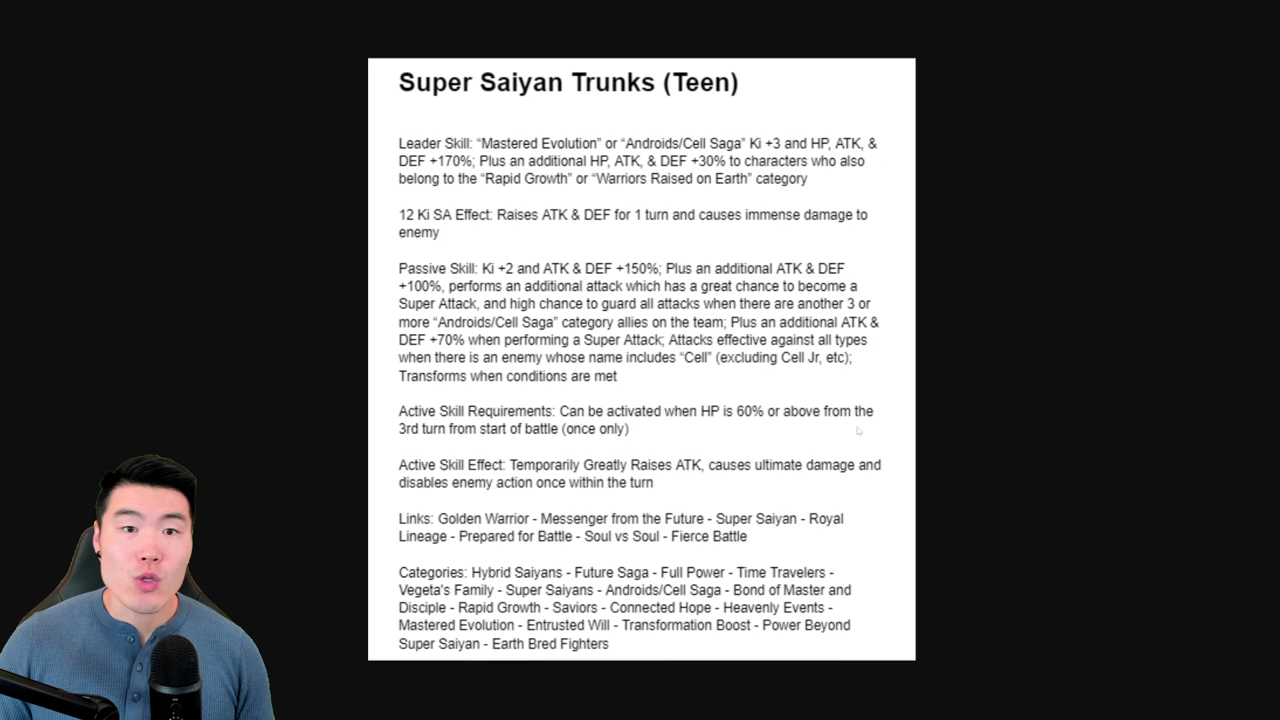 Super Saiyan Trunks (Teen)
Leader Skill: “Mastered Evolution” or “Androids/Cell Saga” Ki +3 and HP, ATK, &
DEF +170%; Plus an additional HP, ATK, & DEF +30% to characters who also
belong to the “Rapid Growth” or “Warriors Raised on Earth” category
12 Ki SA Effect: Raises ATK & DEF for 1 turn and causes immense damage to
enemy
Passive Skill: Ki +2 and ATK & DEF +150%; Plus an additional ATK & DEF
+100%, performs an additional attack which has a great chance to become a
Super Attack, and high chance to guard all attacks when there are another 3 or
more “Androids/Cell Saga” category allies on the team; Plus an additional ATK &
DEF +70% when performing a Super Attack; Attacks effective against all types
when there is an enemy whose name includes “Cell” (excluding Cell Jr, etc);
Transforms when conditions are met
Active Skill Requirements: Can be activated when HP is 60% or above from the
3rd turn from start of battle (once only)
Active Skill Effect: Temporarily Greatly Raises ATK, causes ultimate damage and
disables enemy action once within the turn
Links: Golden Warrior - Messenger from the Future - Super Saiyan - Royal
Lineage - Prepared for Battle - Soul vs Soul - Fierce Battle
Categories: Hybrid Saiyans - Future Saga - Full Power - Time Travelers -
Vegeta's Family - Super Saiyans - Androids/Cell Saga - Bond of Master and
Disciple - Rapid Growth - Saviors - Connected Hope - Heavenly Events -
Mastered Evolution - Entrusted Will - Transformation Boost - Power Beyond
Super Saiyan - Earth Bred Fighters